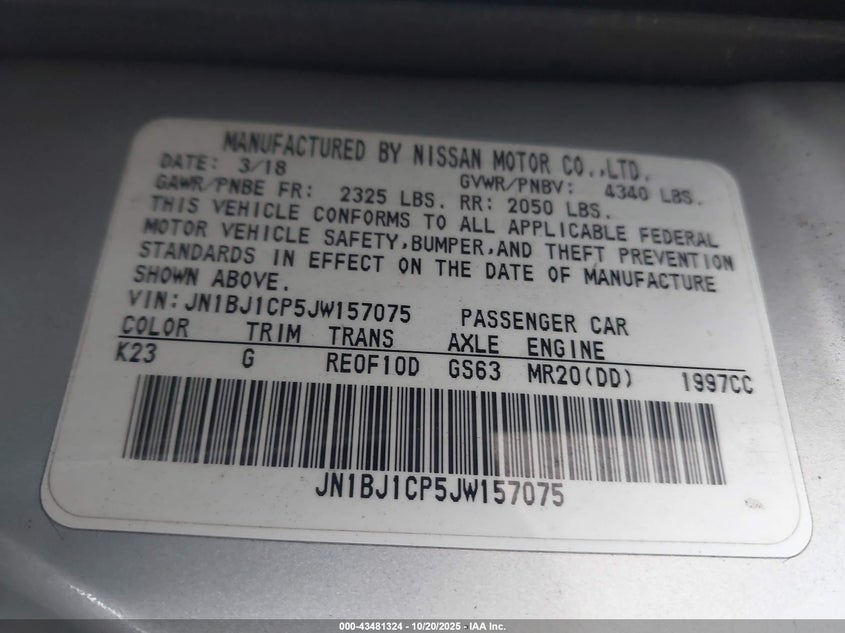 MANUFACTURED BY NISSAN MOTOR CO.,LTD.
DATE: 3/18 GVWR/PNBV: 4340 LBS.
GAWR/PNBE FR: 2325 LBS. RR: 2050 LBS.
THIS VEHICLE CONFORMS TO ALL APPLICABLE FEDERAL
MOTOR VEHICLE SAFETY,BUMPER,AND THEFT PREVENTION
STANDARDS IN EFFECT ON THE DATE OF MANUFACTURE
SHOWN ABOVE.
VIN:JN1BJ1CP5JW157075 PASSENGER CAR
COLOR TRIM TRANS AXLE ENGINE
K23 G RE0F10D GS63 MR20(DD) 1997CC
JN1BJ1CP5JW157075
000-43481324 | 10/20/2025 | IAA Inc.